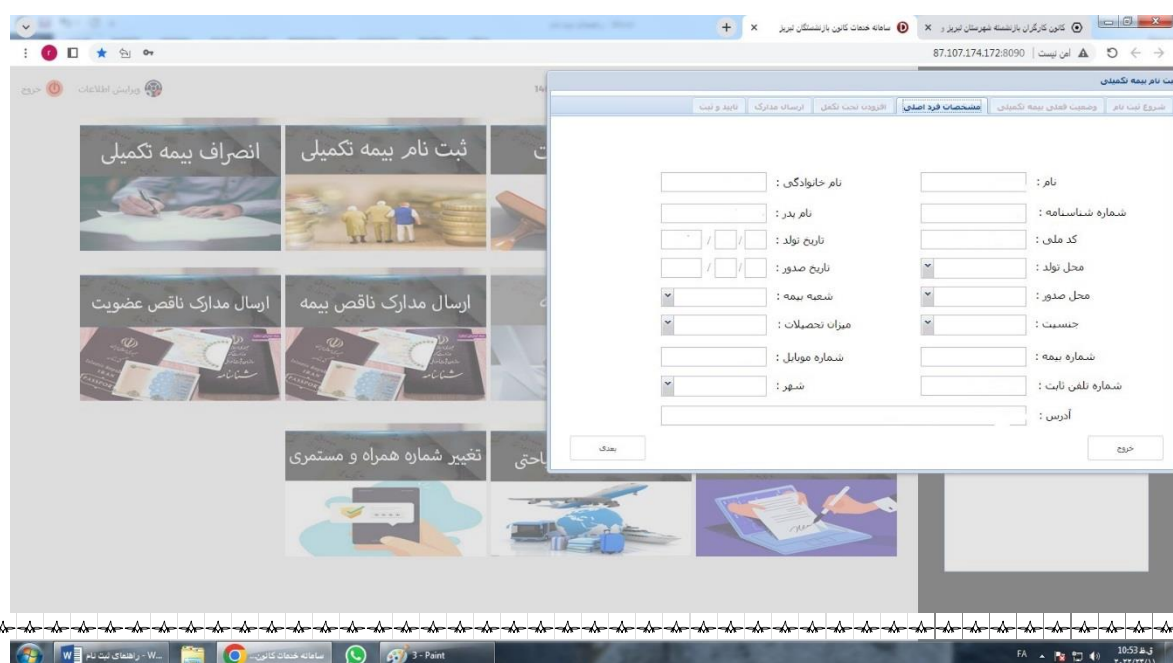 کانون کارگران بازنشسته شهرستان تبریز و
سامانه خدمات کانون بازنشستگان تبریز
87.107.174.172:8090 | امن نیست
ویرایش اطلاعات
خروج
ثبت نام بیمه تکمیلی
انصراف بیمه تکمیلی
ارسال مدارک ناقص بیمه
ارسال مدارک ناقص عضویت
تغییر شماره همراه و مستمری
ت نام بیمه تکمیلی
شروع ثبت نام
وضعیت فعلی بیمه تکمیلی
مشخصات فرد اصلی
افزودن تحت تکفل
ارسال مدارک
تایید و ثبت
نام :
نام خانوادگی :
شماره شناسنامه :
نام پدر :
کد ملی :
تاریخ تولد : / /
محل تولد :
تاریخ صدور : / /
محل صدور :
شعبه بیمه :
جنسیت :
میزان تحصیلات :
شماره بیمه :
شماره موبایل :
شماره تلفن ثابت :
شهر :
آدرس :
خروج
بعدی
راهنمای ثبت نام - W...
سامانه خدمات کانون...
3 - Paint
FA
10:53 ق.ظ